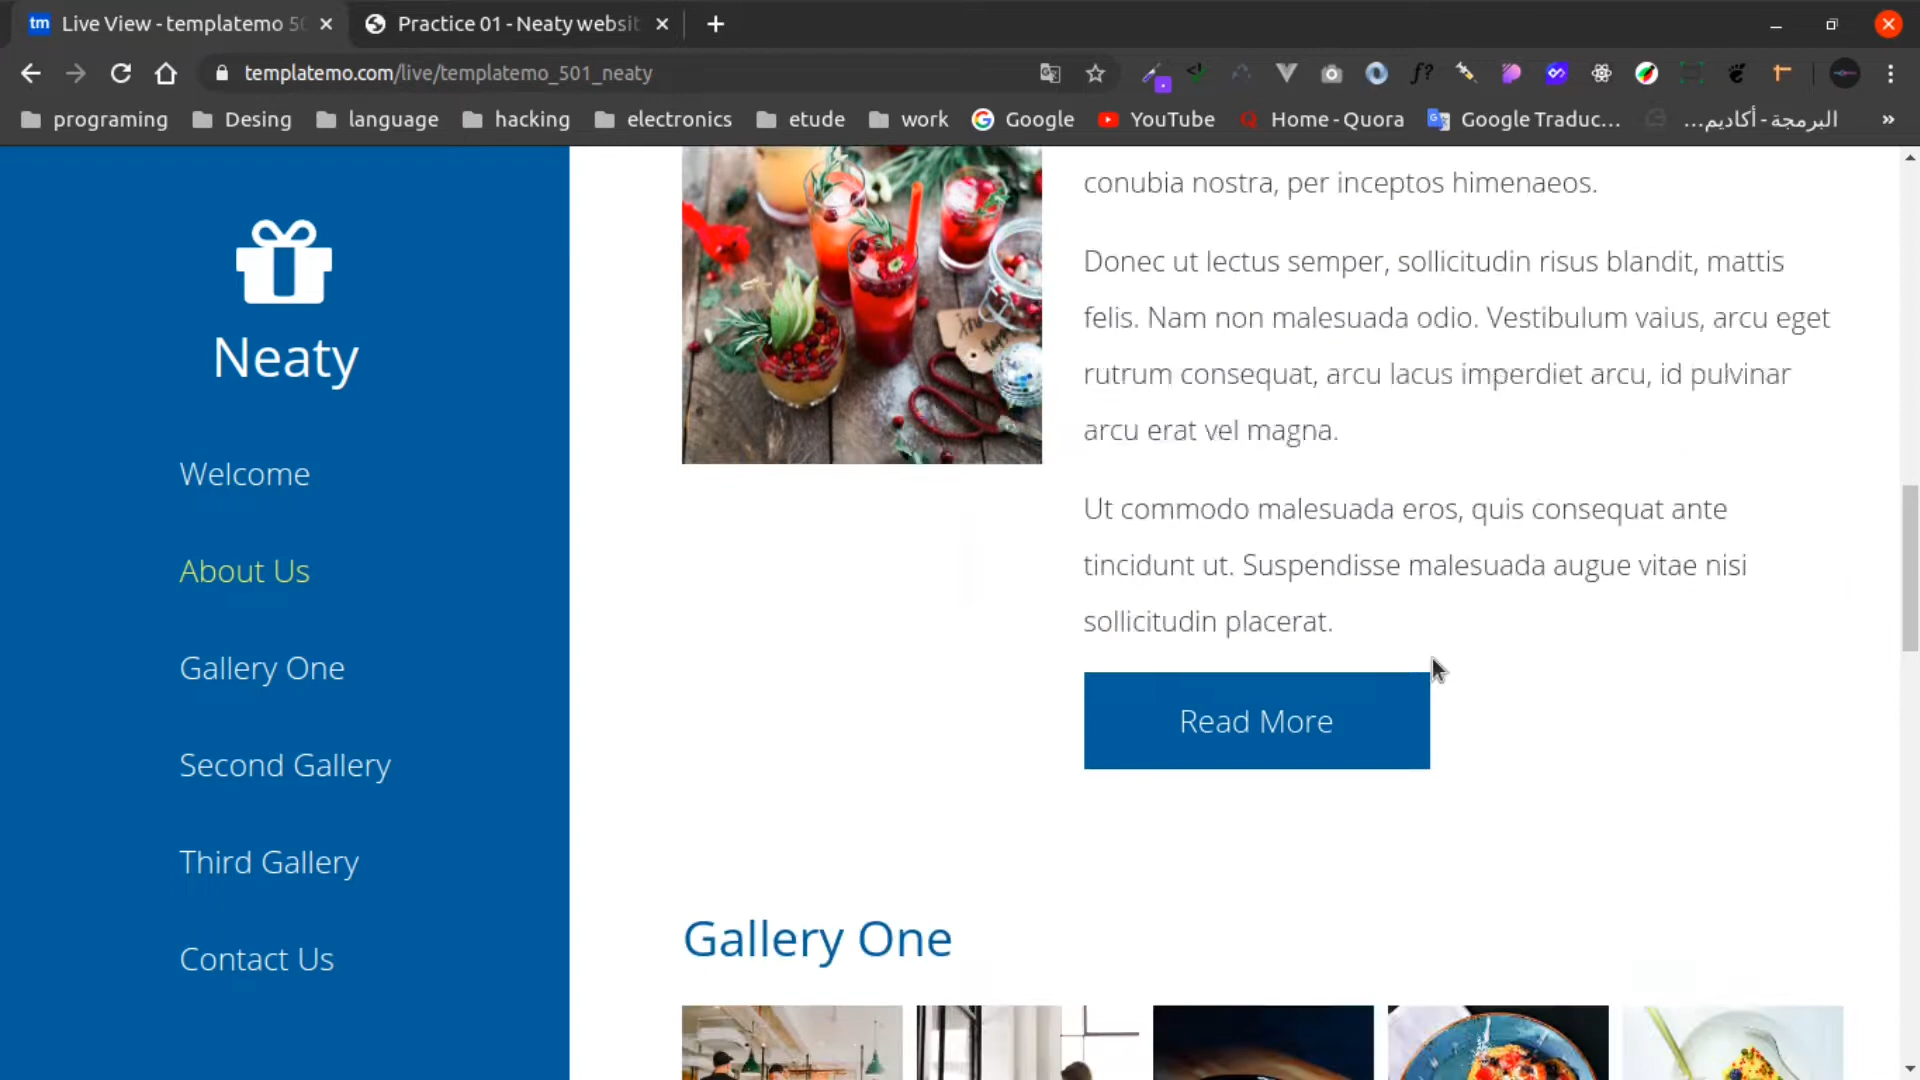 Live View - templatemo 50
Practice 01 - Neaty websit
templatemo.com/live/templatemo_501_neaty
programing
Desing
language
hacking
electronics
etude
work
Google
YouTube
Home - Quora
Google Traduc...
البرمجة - أكاديم...
Neaty
Welcome
About Us
Gallery One
Second Gallery
Third Gallery
Contact Us
conubia nostra, per inceptos himenaeos.
Donec ut lectus semper, sollicitudin risus blandit, mattis
felis. Nam non malesuada odio. Vestibulum vaius, arcu eget
rutrum consequat, arcu lacus imperdiet arcu, id pulvinar
arcu erat vel magna.
Ut commodo malesuada eros, quis consequat ante
tincidunt ut. Suspendisse malesuada augue vitae nisi
sollicitudin placerat.
Read More
Gallery One